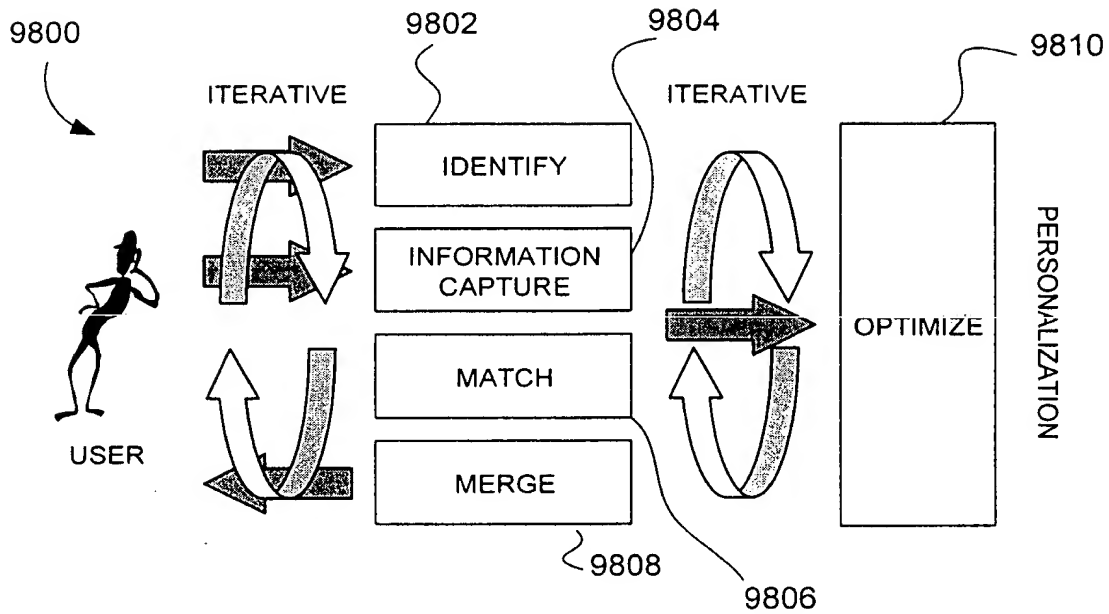 9800
9802
9804
9810
ITERATIVE
ITERATIVE
IDENTIFY
INFORMATION
CAPTURE
MATCH
MERGE
USER
OPTIMIZE
PERSONALIZATION
9808
9806